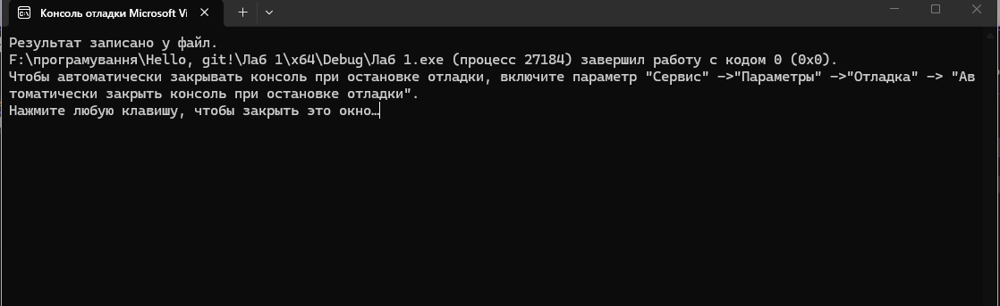 Консоль отладки Microsoft Vi
Результат записано у файл.
F:\програмування\Hello, git!\Лаб 1\x64\Debug\Лаб 1.exe (процесс 27184) завершил работу с кодом 0 (0x0).
Чтобы автоматически закрывать консоль при остановке отладки, включите параметр "Сервис" ->"Параметры" ->"Отладка" -> "Ав
томатически закрыть консоль при остановке отладки".
Нажмите любую клавишу, чтобы закрыть это окно…